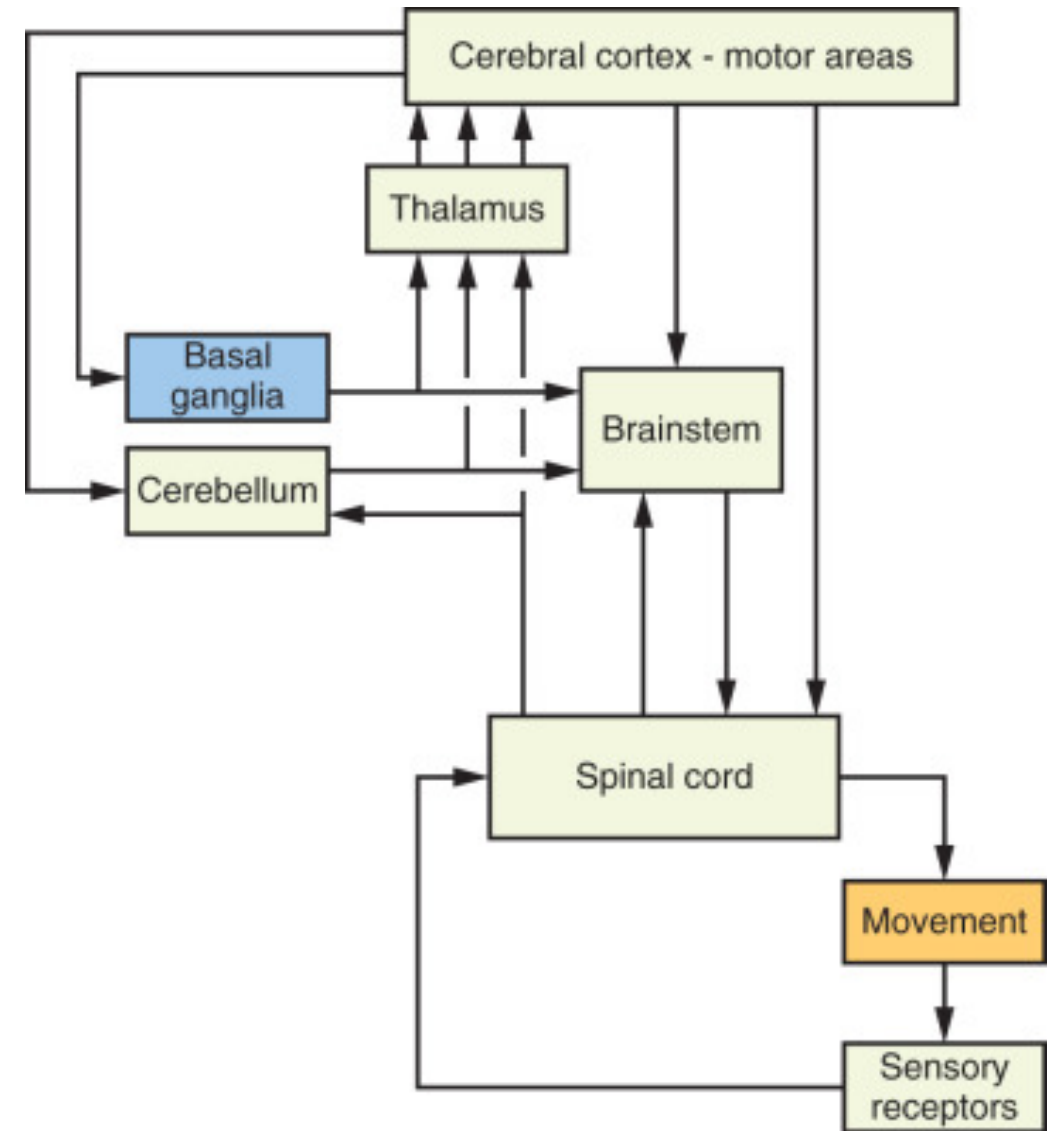 Cerebral cortex - motor areas
Thalamus
Basal
ganglia
Brainstem
Cerebellum
Spinal cord
Movement
Sensory
receptors